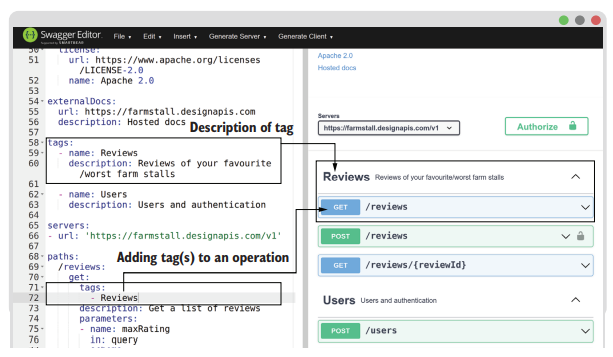 Swagger Editor.
Supported by SMARTBEAR
File
Edit
Insert
Generate Server
Generate Client
50 license:
51 url: https://www.apache.org/licenses
/LICENSE-2.0
52 name: Apache 2.0
53
54 externalDocs:
55 url: https://farmstall.designapis.com
56 description: Hosted docs
57
58 tags:
59 - name: Reviews
60 description: Reviews of your favourite
/worst farm stalls
61
62 - name: Users
63 description: Users and authentication
64
65 servers:
66 - url: 'https://farmstall.designapis.com/v1'
67
68 paths:
69 /reviews:
70 get:
71 tags:
72 - Reviews
73 description: Get a list of reviews
74 parameters:
75 - name: maxRating
76 in: query
Description of tag
Adding tag(s) to an operation
Apache 2.0
Hosted docs
Servers
https://farmstall.designapis.com/v1
Authorize
Reviews Reviews of your favourite/worst farm stalls
GET /reviews
POST /reviews
GET /reviews/{reviewId}
Users Users and authentication
POST /users